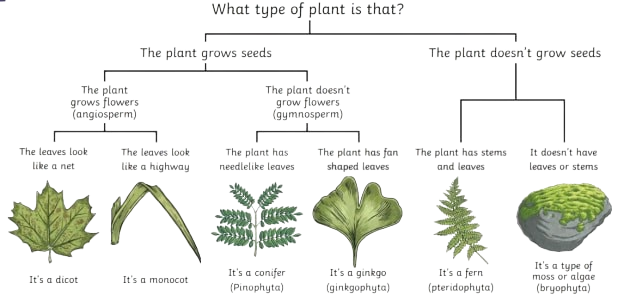 What type of plant is that?
The plant grows seeds
The plant doesn't grow seeds
The plant
grows flowers
(angiosperm)
The plant doesn't
grow flowers
(gymnosperm)
The leaves look
like a net
The leaves look
like a highway
The plant has
needlelike leaves
The plant has fan
shaped leaves
The plant has stems
and leaves
It doesn't have
leaves or stems
It's a dicot
It's a monocot
It's a conifer
(Pinophyta)
It's a ginkgo
(ginkgophyta)
It's a fern
(pteridophyta)
It's a type of
moss or algae
(bryophyta)